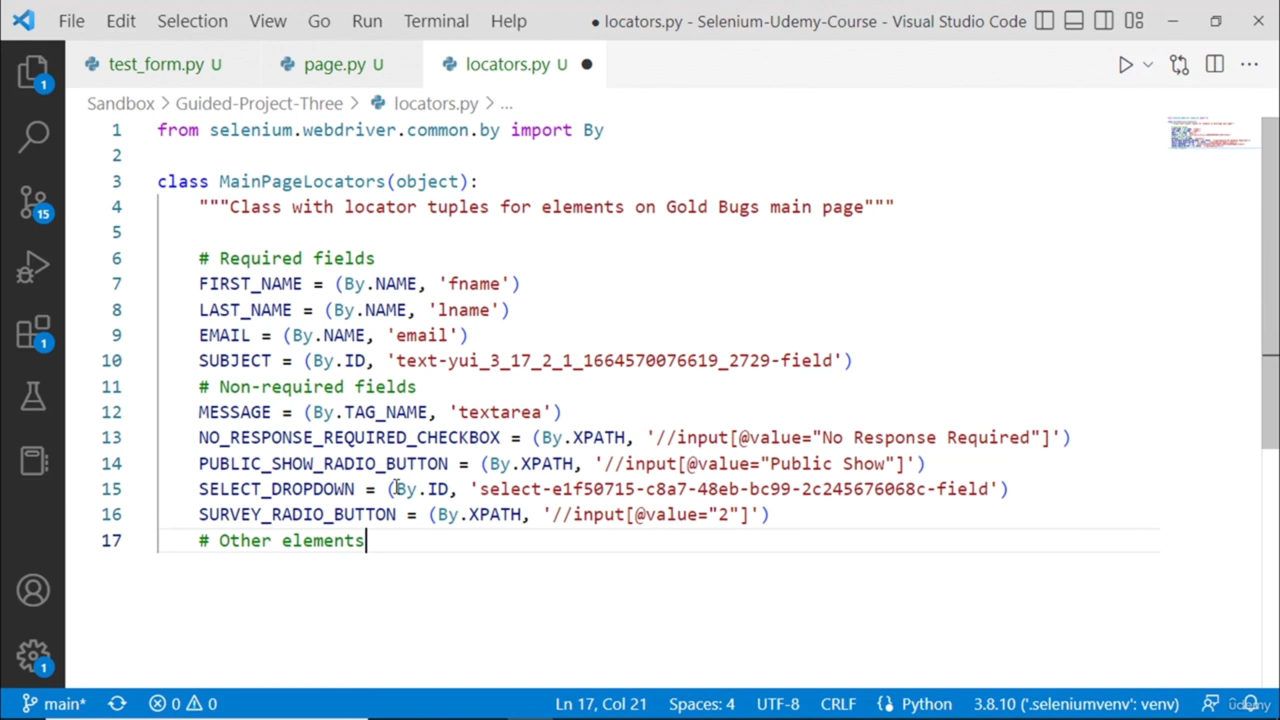 File Edit Selection View Go Run Terminal Help ● locators.py - Selenium-Udemy-Course - Visual Studio Code
test_form.py U page.py U locators.py U ●
Sandbox > Guided-Project-Three > locators.py > ...
1 from selenium.webdriver.common.by import By
2
3 class MainPageLocators(object):
4 """Class with locator tuples for elements on Gold Bugs main page"""
5
6 # Required fields
7 FIRST_NAME = (By.NAME, 'fname')
8 LAST_NAME = (By.NAME, 'lname')
9 EMAIL = (By.NAME, 'email')
10 SUBJECT = (By.ID, 'text-yui_3_17_2_1_1664570076619_2729-field')
11 # Non-required fields
12 MESSAGE = (By.TAG_NAME, 'textarea')
13 NO_RESPONSE_REQUIRED_CHECKBOX = (By.XPATH, '//input[@value="No Response Required"]')
14 PUBLIC_SHOW_RADIO_BUTTON = (By.XPATH, '//input[@value="Public Show"]')
15 SELECT_DROPDOWN = (By.ID, 'select-e1f50715-c8a7-48eb-bc99-2c245676068c-field')
16 SURVEY_RADIO_BUTTON = (By.XPATH, '//input[@value="2"]')
17 # Other elements
1
15
1
1
main* 0 0 Ln 17, Col 21 Spaces: 4 UTF-8 CRLF Python 3.8.10 ('.seleniumvenv': venv) ûdemy